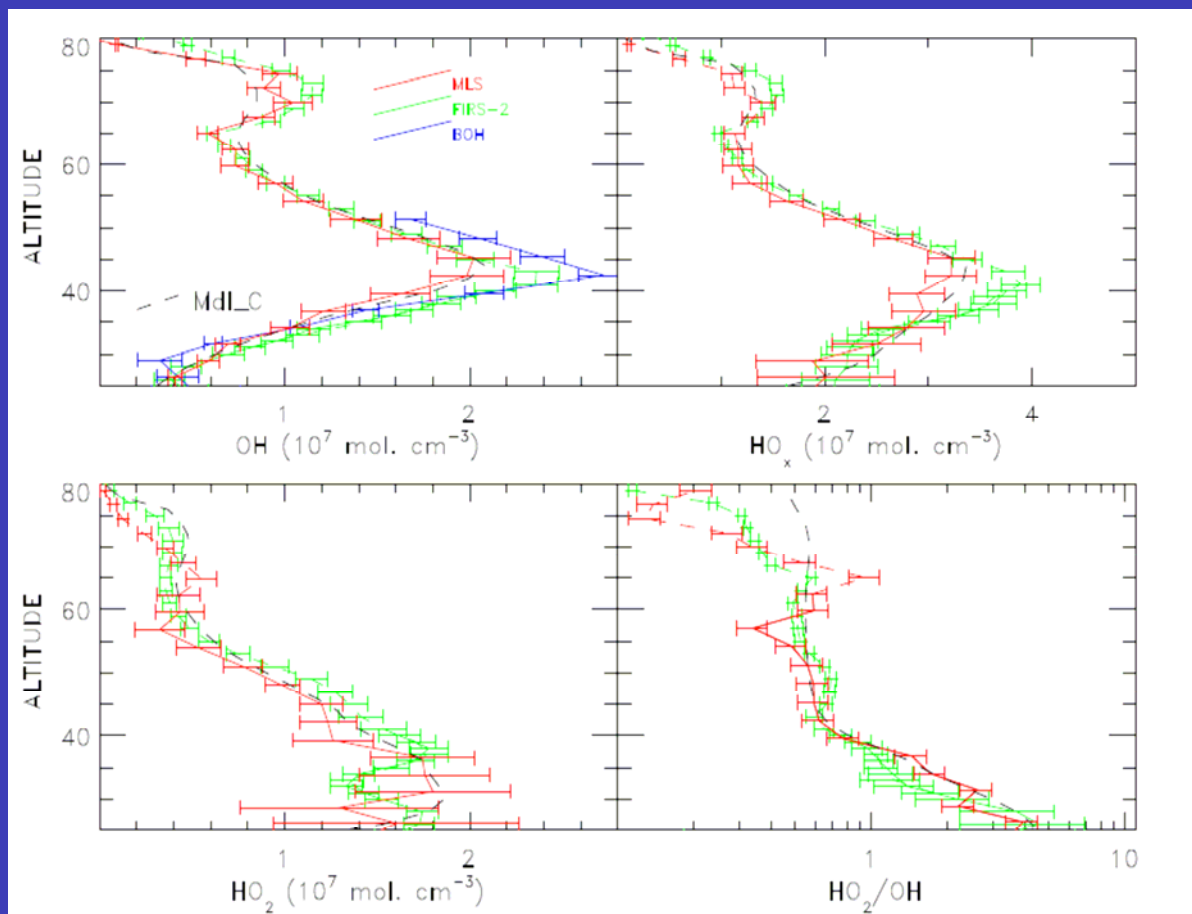 80
60
40
ALTITUDE
MLS
FIRS-2
BOH
Mdl_C
1 2
OH (10⁷ mol. cm⁻³)
2 4
HOₓ (10⁷ mol. cm⁻³)
80
60
40
ALTITUDE
1 2
HO₂ (10⁷ mol. cm⁻³)
1 10
HO₂/OH